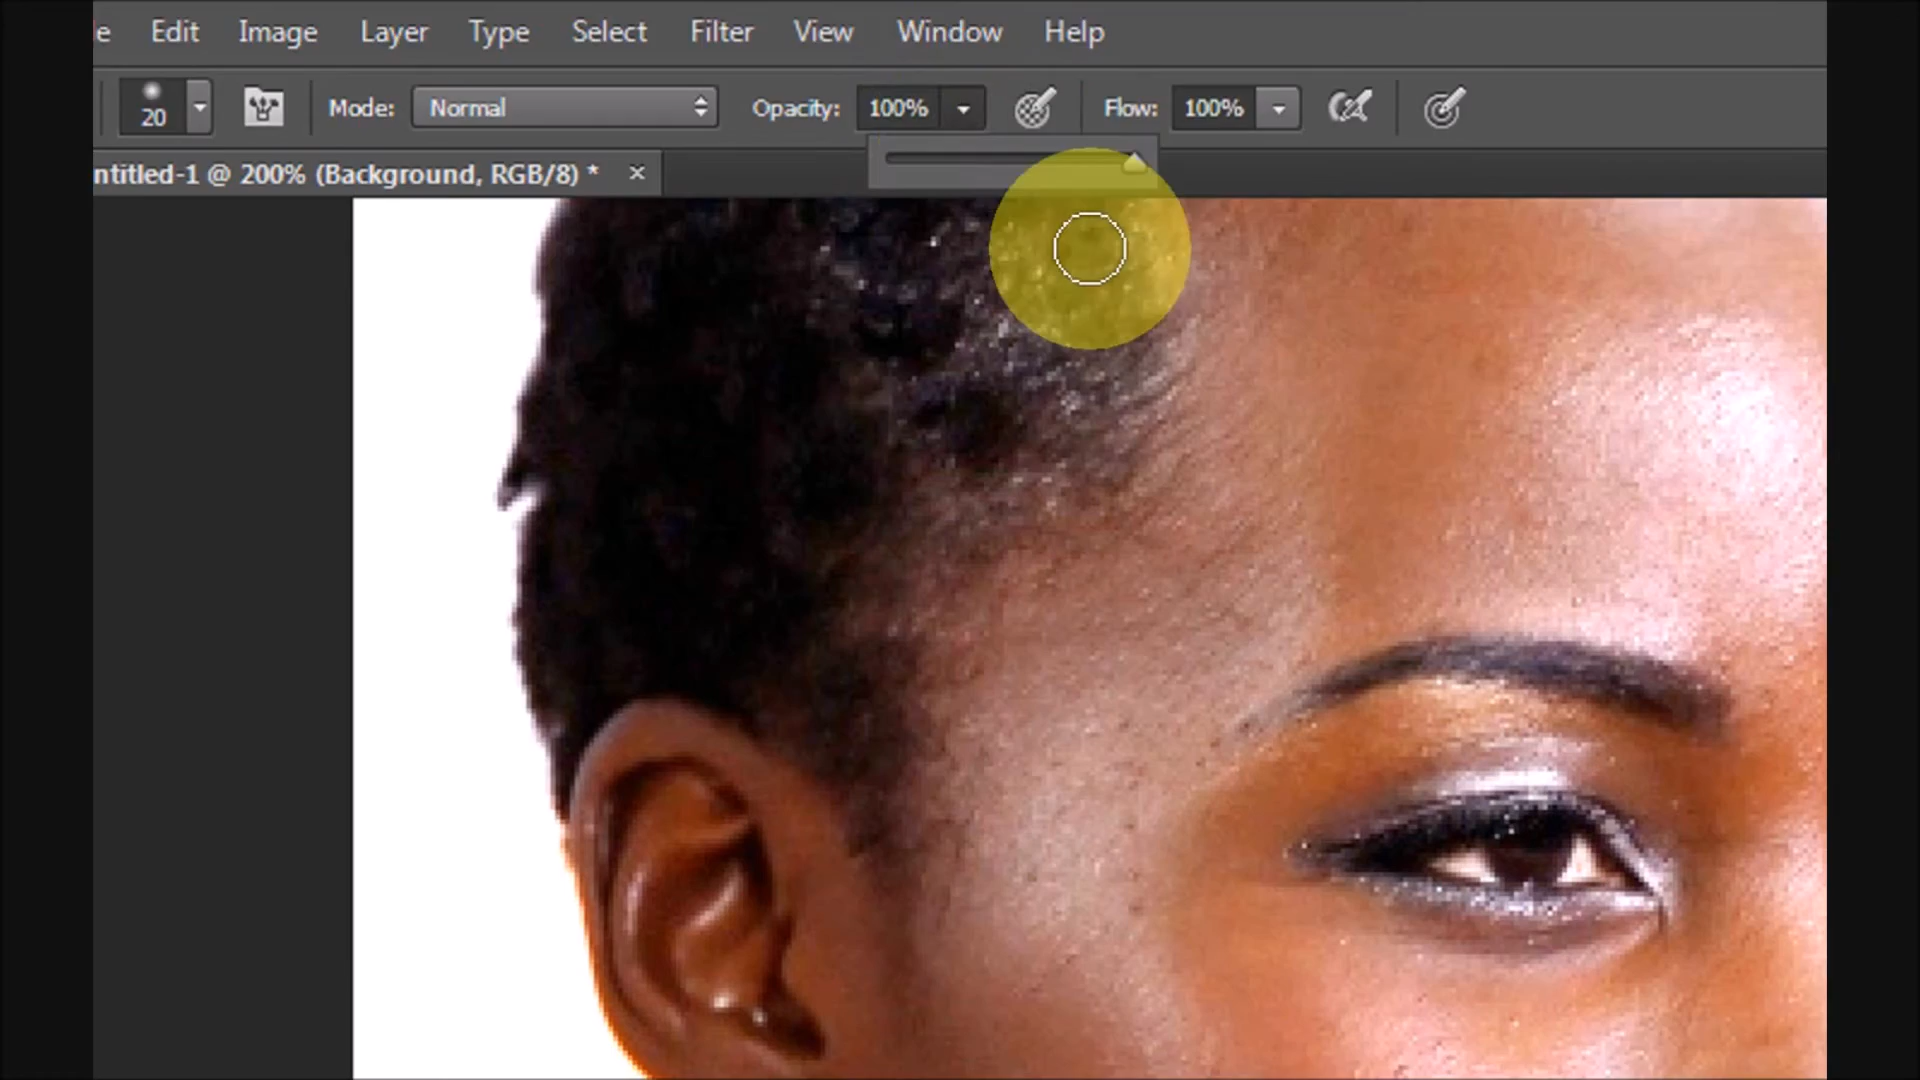 e Edit Image Layer Type Select Filter View Window Help
20 Mode: Normal Opacity: 100% Flow: 100%
ntitled-1 @ 200% (Background, RGB/8) * ×